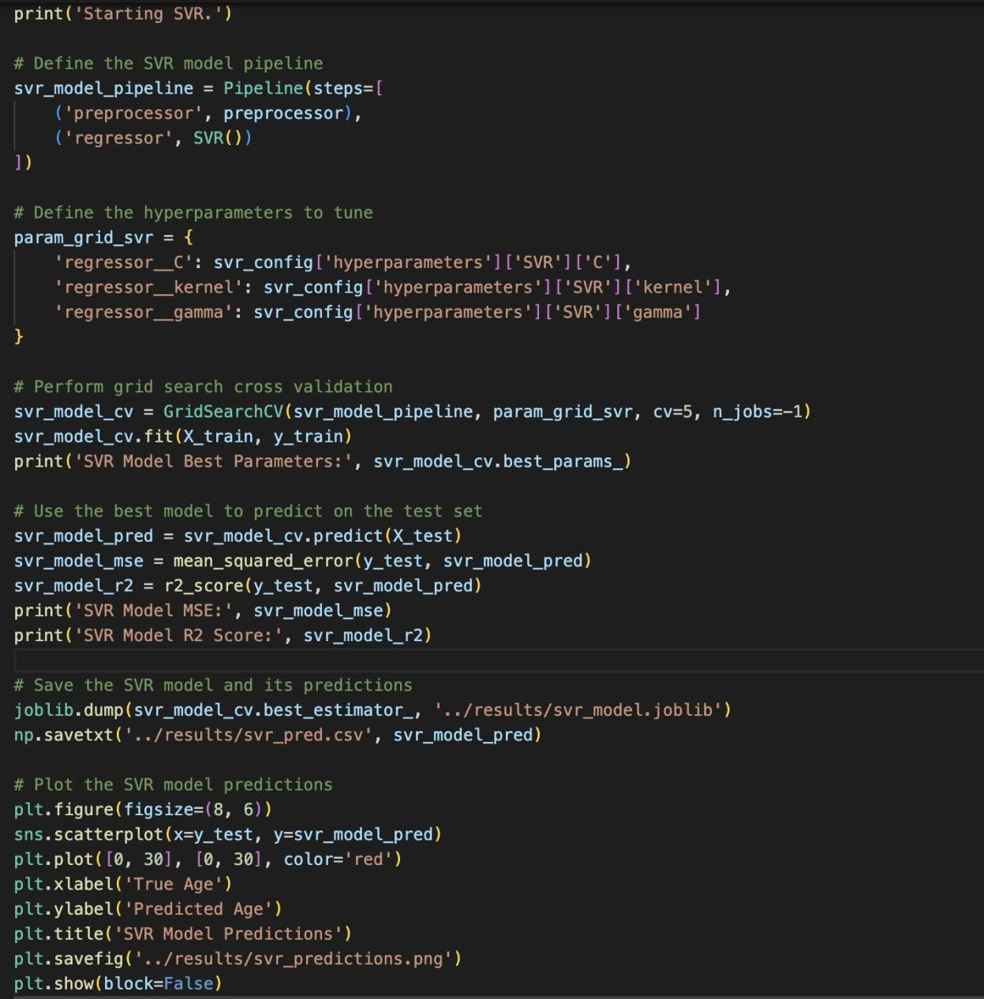 print('Starting SVR.')
# Define the SVR model pipeline
svr_model_pipeline = Pipeline(steps=[
    ('preprocessor', preprocessor),
    ('regressor', SVR())
])
# Define the hyperparameters to tune
param_grid_svr = {
    'regressor__C': svr_config['hyperparameters']['SVR']['C'],
    'regressor__kernel': svr_config['hyperparameters']['SVR']['kernel'],
    'regressor__gamma': svr_config['hyperparameters']['SVR']['gamma']
}
# Perform grid search cross validation
svr_model_cv = GridSearchCV(svr_model_pipeline, param_grid_svr, cv=5, n_jobs=-1)
svr_model_cv.fit(X_train, y_train)
print('SVR Model Best Parameters:', svr_model_cv.best_params_)
# Use the best model to predict on the test set
svr_model_pred = svr_model_cv.predict(X_test)
svr_model_mse = mean_squared_error(y_test, svr_model_pred)
svr_model_r2 = r2_score(y_test, svr_model_pred)
print('SVR Model MSE:', svr_model_mse)
print('SVR Model R2 Score:', svr_model_r2)
# Save the SVR model and its predictions
joblib.dump(svr_model_cv.best_estimator_, '../results/svr_model.joblib')
np.savetxt('../results/svr_pred.csv', svr_model_pred)
# Plot the SVR model predictions
plt.figure(figsize=(8, 6))
sns.scatterplot(x=y_test, y=svr_model_pred)
plt.plot([0, 30], [0, 30], color='red')
plt.xlabel('True Age')
plt.ylabel('Predicted Age')
plt.title('SVR Model Predictions')
plt.savefig('../results/svr_predictions.png')
plt.show(block=False)